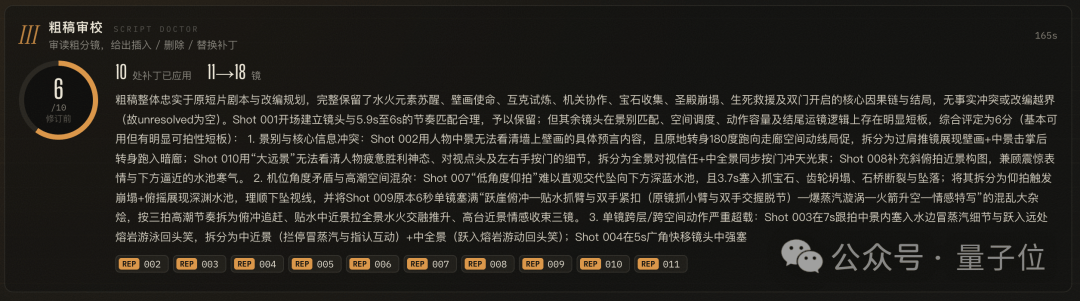 III 粗稿审校 SCRIPT DOCTOR
审读粗分镜，给出插入 / 删除 / 替换补丁
165s
6
/10
修订前
10 处补丁已应用 11→18 镜
粗稿整体忠实于原短片剧本与改编规划，完整保留了水火元素苏醒、壁画使命、互克试炼、机关协作、宝石收集、圣殿崩塌、生死救援及双门开启的核心因果链与结局，无事实冲突或改编越界
（故unresolved为空）。Shot 001开场建立镜头与5.9s至6s的节奏匹配合理，予以保留；但其余镜头在景别匹配、空间调度、动作容量及结尾运镜逻辑上存在明显短板，综合评定为6分（基本可
用但有明显可拍性短板）： 1. 景别与核心信息冲突：Shot 002用人物中景无法看清墙上壁画的具体预言内容，且原地转身180度跑向走廊空间动线局促，拆分为过肩推镜展现壁画+中景击掌后
转身跑入暗廊；Shot 010用“大远景”无法看清人物疲惫胜利神态、对视点头及左右手按门的细节，拆分为全景对视信任+中全景同步按门冲天光束；Shot 008补充斜俯拍近景构图，兼顾震惊表
情与下方逼近的水池寒气。 2. 机位角度矛盾与高潮空间混杂：Shot 007“低角度仰拍”难以直观交代坠向下方深渊水池，且3.7s塞入抓宝石、齿轮坍塌、石桥断裂与坠落；将其拆分为仰拍触发
崩塌+俯摇展现深渊水池，理顺下坠视线，并将Shot 009原本6秒单镜塞满“跃崖俯冲—贴水抓臂与双手紧扣（原镜抓小臂与双手交握脱节）—爆蒸汽漩涡—火箭升空—情感特写”的混乱大杂
烩，按三拍高潮节奏拆为俯冲追赶、贴水中近景拉全景水火交融推升、高台近景情感收束三镜。 3. 单镜跨层/跨空间动作严重超载：Shot 003在7s跟拍中景内塞入水边冒蒸汽细节与跃入远处
熔岩游泳回头笑，拆分为中近景（拦停冒蒸汽与指认互动）+中全景（跃入熔岩游动回头笑）；Shot 004在5s广角快移镜头中强塞
REP 002 REP 003 REP 004 REP 005 REP 006 REP 007 REP 008 REP 009 REP 010 REP 011
公众号 · 量子位